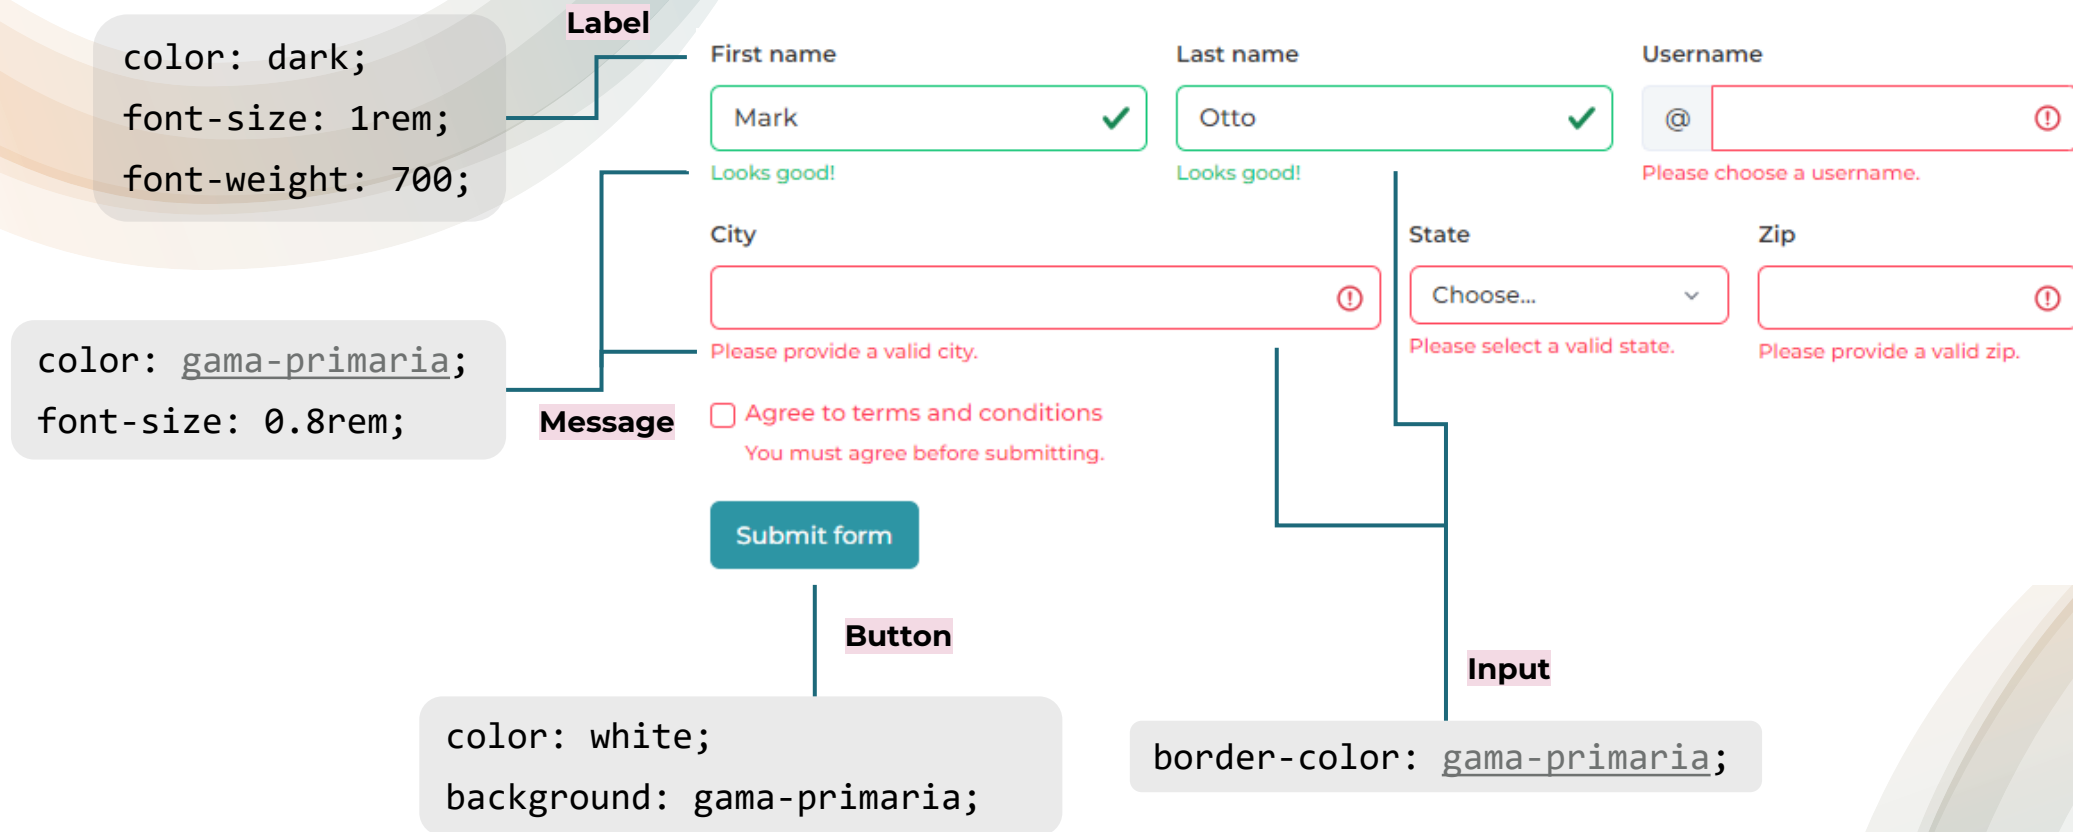 Label
color: dark;
font-size: 1rem;
font-weight: 700;
First name
Last name
Username
Mark
Otto
@
Looks good!
Looks good!
Please choose a username.
City
State
Zip
Choose...
Please provide a valid city.
Please select a valid state.
Please provide a valid zip.
color: gama-primaria;
font-size: 0.8rem;
Message
Agree to terms and conditions
You must agree before submitting.
Submit form
Button
Input
color: white;
background: gama-primaria;
border-color: gama-primaria;